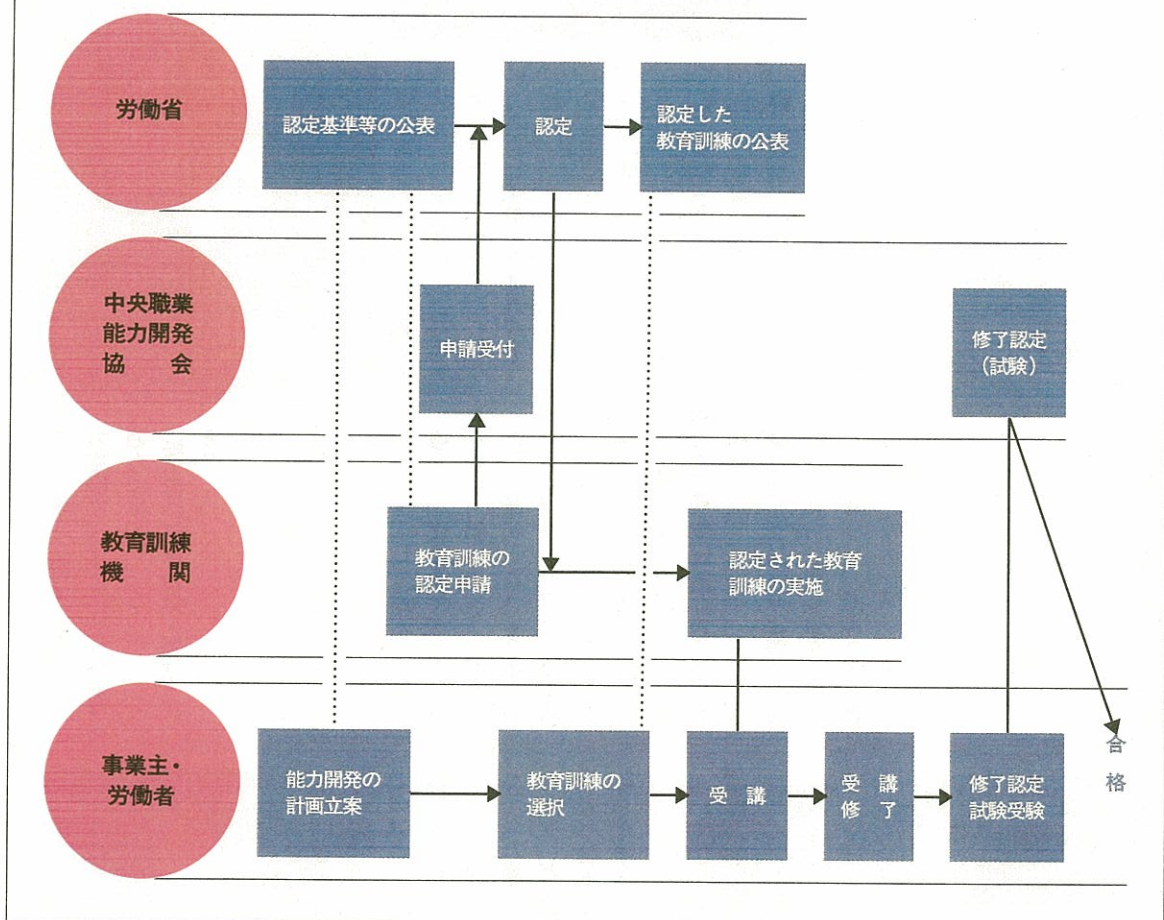 労働省
認定基準等の公表
認定
認定した
教育訓練の公表
中央職業
能力開発
協　会
申請受付
修了認定
（試験）
教育訓練
機　関
教育訓練の
認定申請
認定された教育
訓練の実施
事業主・
労働者
能力開発の
計画立案
教育訓練の
選択
受　講
受　講
修　了
修了認定
試験受験
合
格